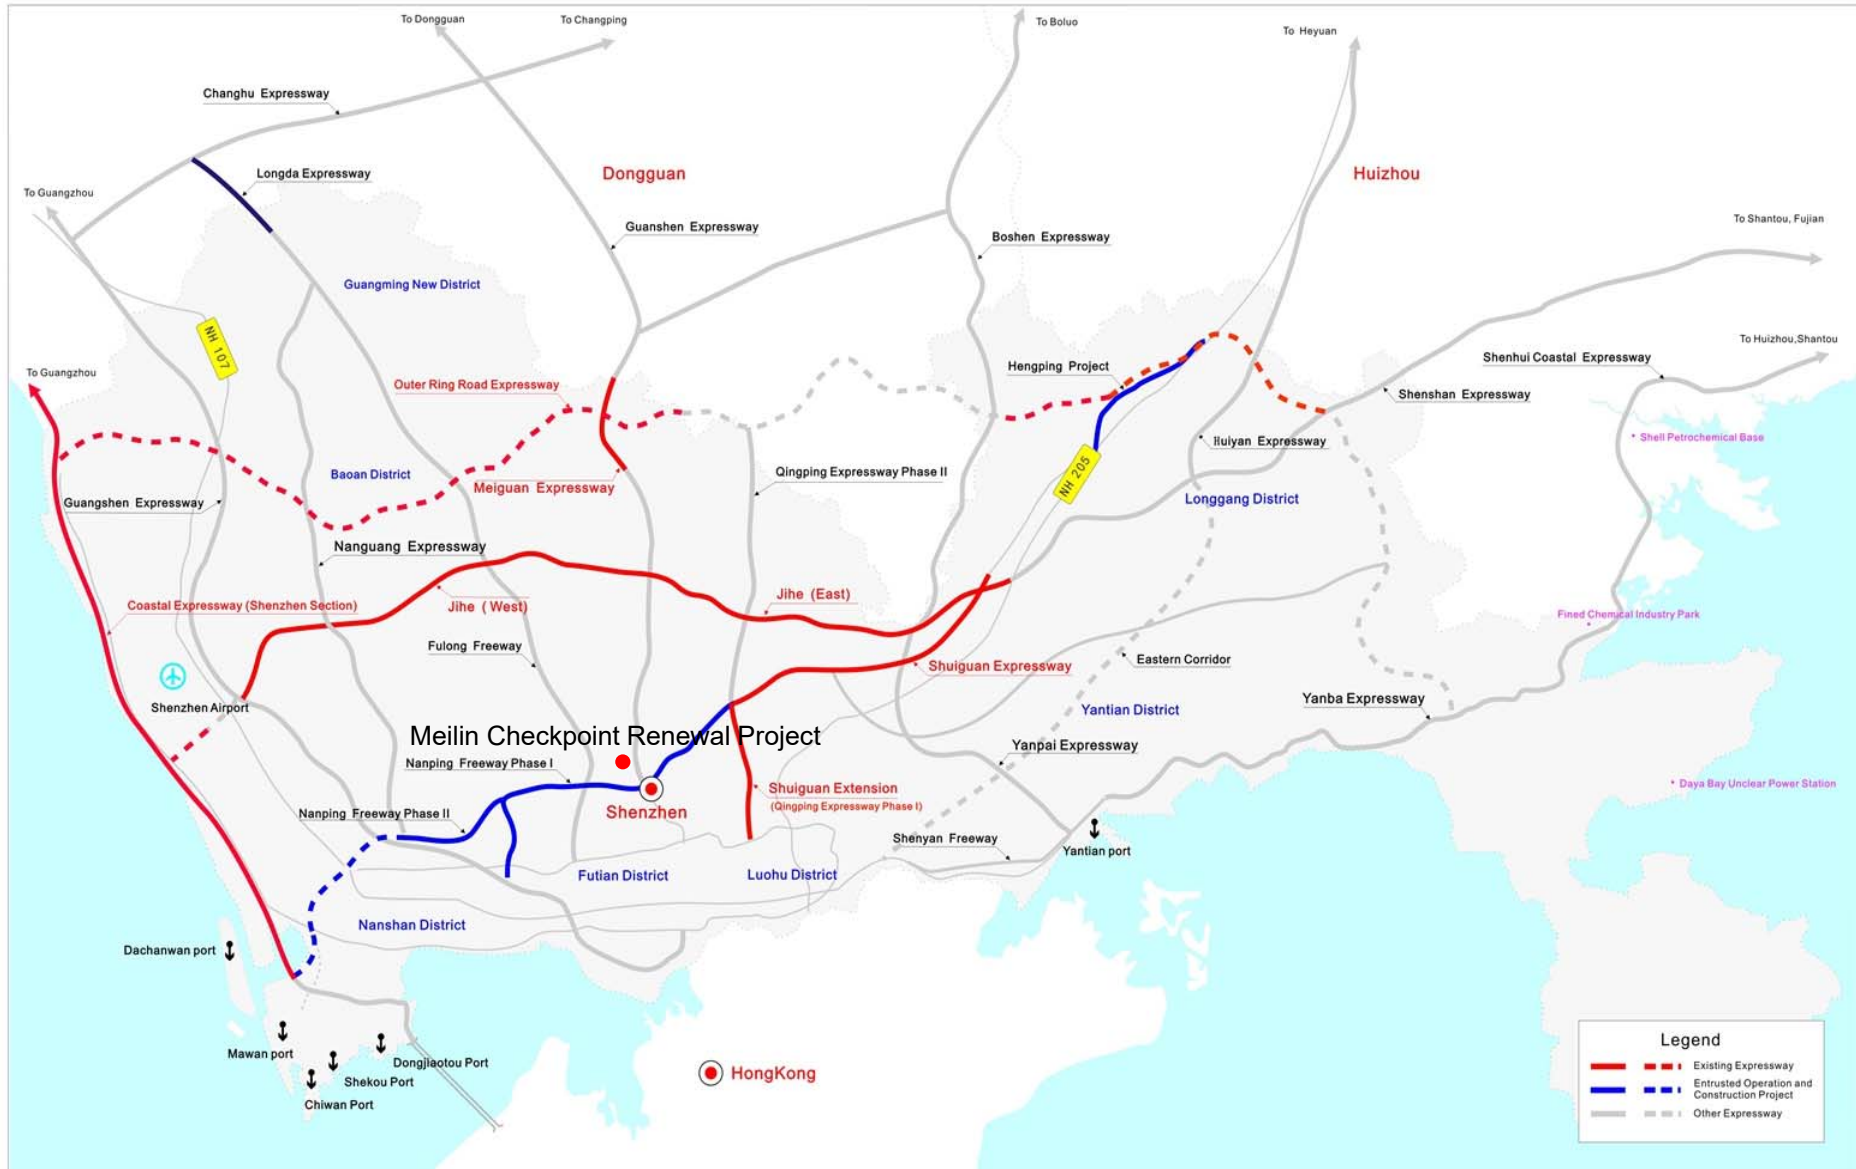 To Dongguan
To Changping
To Boluo
To Heyuan
Changhu Expressway
Longda Expressway
Dongguan
Huizhou
To Guangzhou
To Shantou, Fujian
Guanshen Expressway
Boshen Expressway
Guangming New District
NH 107
To Huizhou,Shantou
Shenhui Coastal Expressway
To Guangzhou
Hengping Project
Outer Ring Road Expressway
Shenshan Expressway
Shell Petrochemical Base
Huiyan Expressway
Baoan District
Qingping Expressway Phase II
Meiguan Expressway
NH 205
Longgang District
Guangshen Expressway
Nanguang Expressway
Jihe (East)
Coastal Expressway (Shenzhen Section)
Jihe ( West)
Fined Chemical Industry Park
Fulong Freeway
Shuiguan Expressway
Eastern Corridor
Shenzhen Airport
Yantian District
Yanba Expressway
Meilin Checkpoint Renewal Project
Yanpai Expressway
Nanping Freeway Phase I
Shuiguan Extension
(Qingping Expressway Phase I)
Daya Bay Unclear Power Station
Nanping Freeway Phase II
Shenzhen
Shenyan Freeway
Yantian port
Futian District
Luohu District
Nanshan District
Dachanwan port
Mawan port
Dongjiaotou Port
Shekou Port
Chiwan Port
HongKong
Legend
Existing Expressway
Entrusted Operation and
Construction Project
Other Expressway